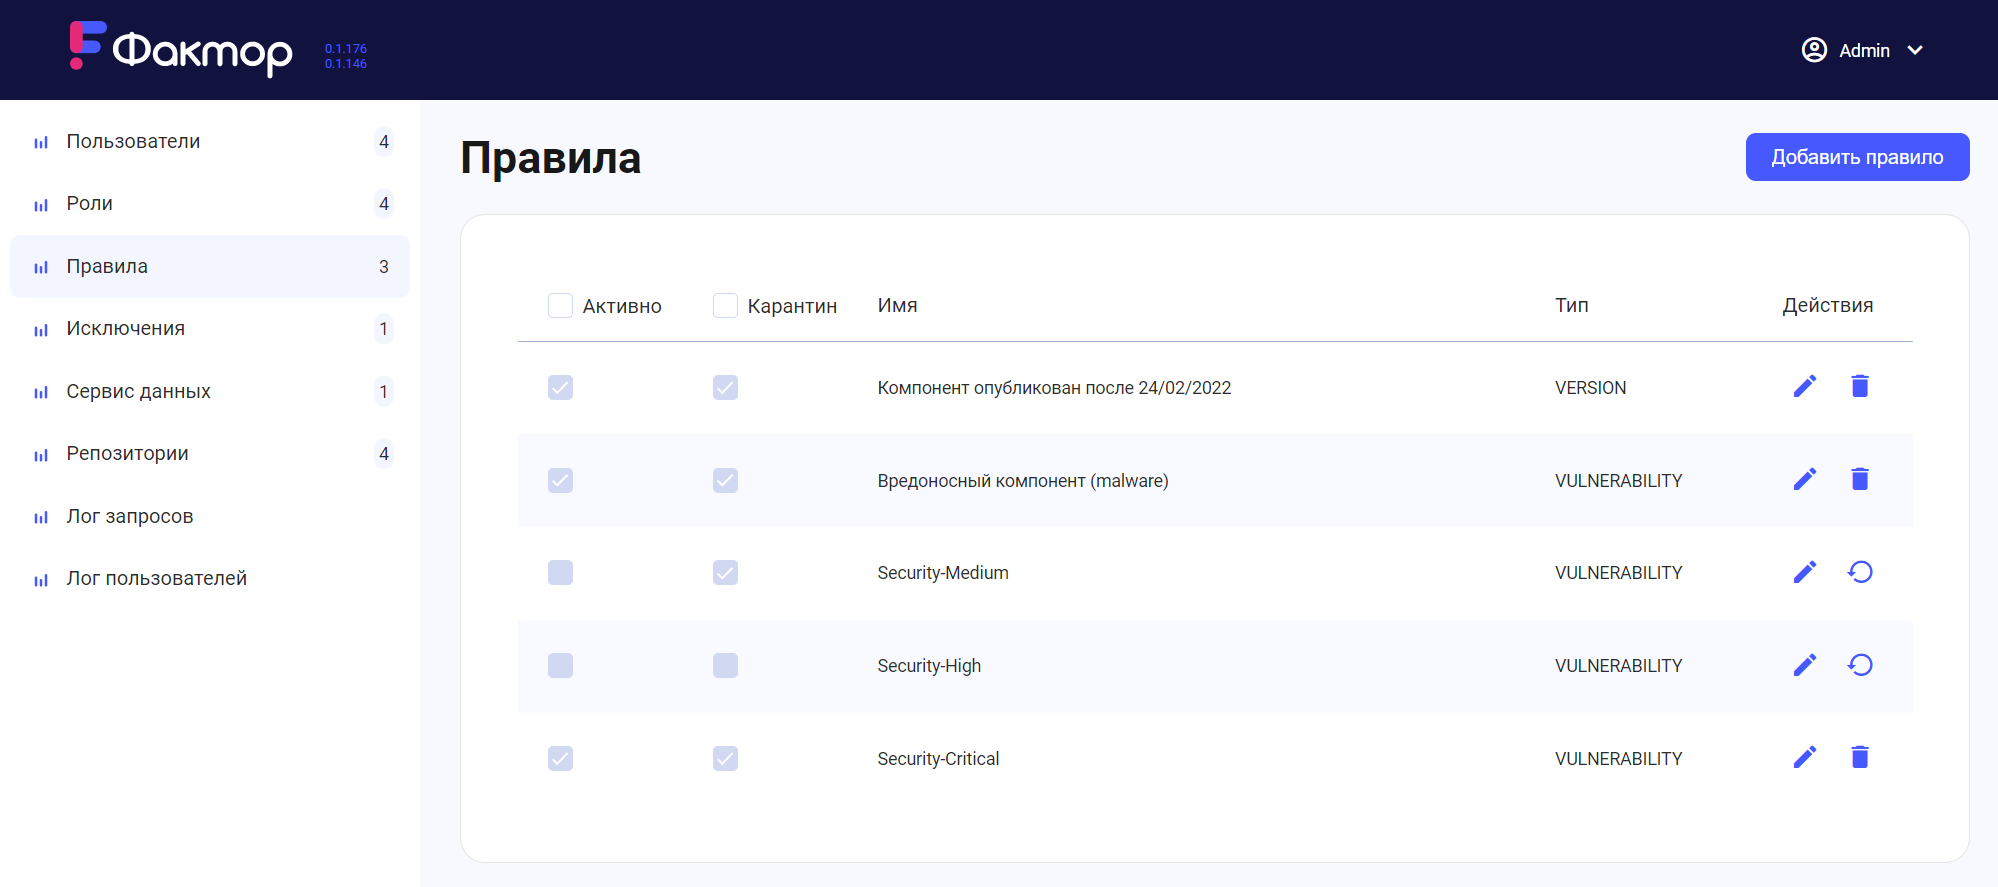 Фактор
0.1.176
0.1.146
Admin
Пользователи 4
Роли 4
Правила 3
Исключения 1
Сервис данных 1
Репозитории 4
Лог запросов
Лог пользователей
Правила
Добавить правило
Активно Карантин Имя Тип Действия
Компонент опубликован после 24/02/2022 VERSION
Вредоносный компонент (malware) VULNERABILITY
Security-Medium VULNERABILITY
Security-High VULNERABILITY
Security-Critical VULNERABILITY